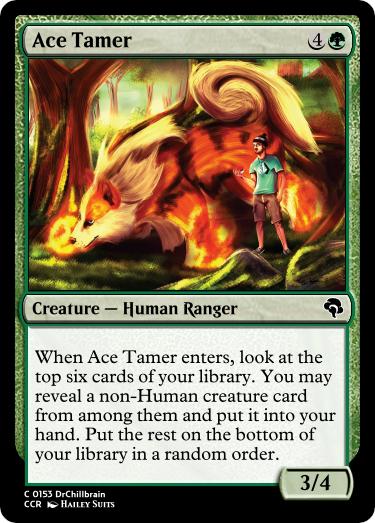 Ace Tamer 4
Creature — Human Ranger
When Ace Tamer enters, look at the
top six cards of your library. You may
reveal a non-Human creature card
from among them and put it into your
hand. Put the rest on the bottom of
your library in a random order.
3/4
C 0153 DrChillbrain
CCR Hailey Suits